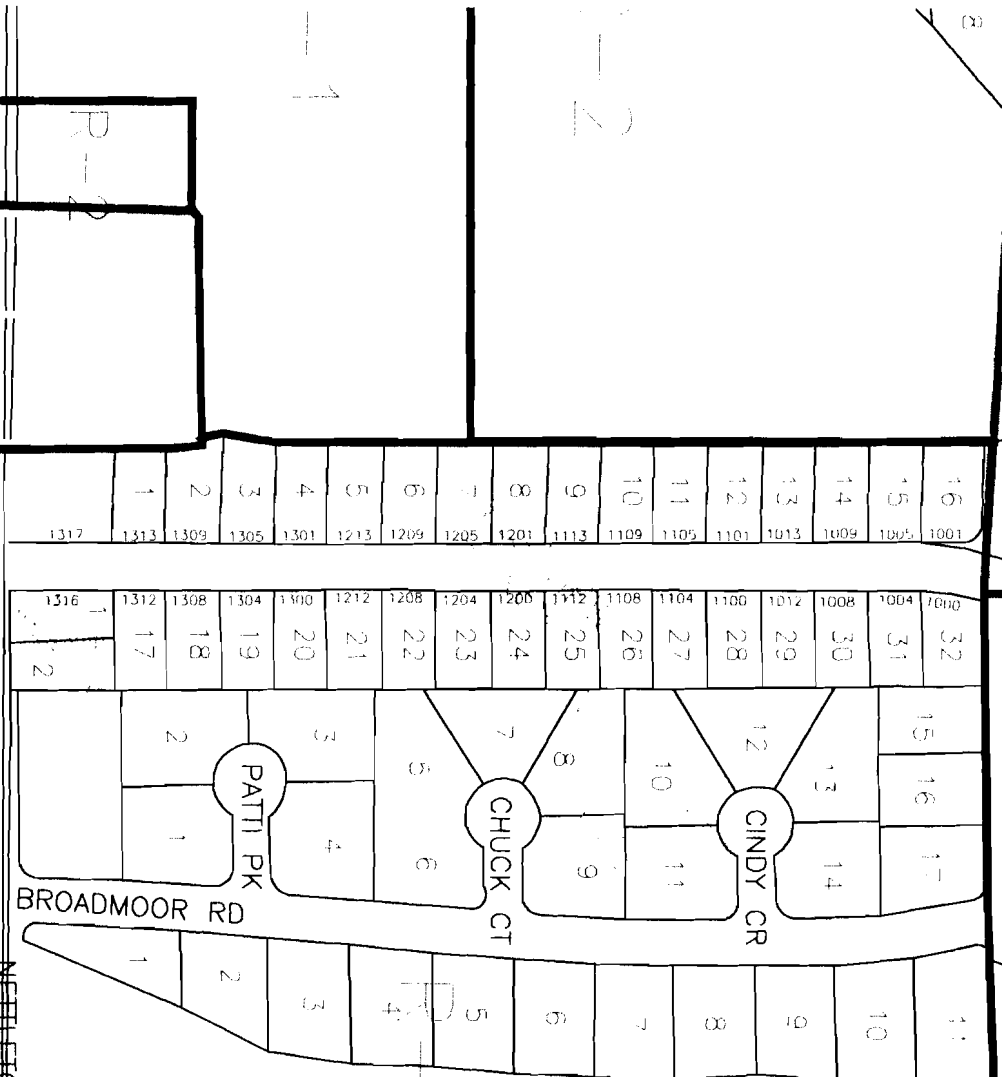 8
-1
-2
R-2
1 2 3 4 5 6 7 8 9 10 11 12 13 14 15 16
1317 1313 1309 1305 1301 1213 1209 1205 1201 1113 1109 1105 1101 1013 1009 1005 1001
1316 1312 1308 1304 1300 1212 1208 1204 1200 1112 1108 1104 1100 1012 1008 1004 1000
1 17 18 19 20 21 22 23 24 25 26 27 28 29 30 31 32
2
2 3 5 7 8 10 12 13 15
16
1 4 6 9 11 14 17
PATTI PK
CHUCK CT
CINDY CR
BROADMOOR RD
1 2 3 4 5 6 7 8 9 10 11